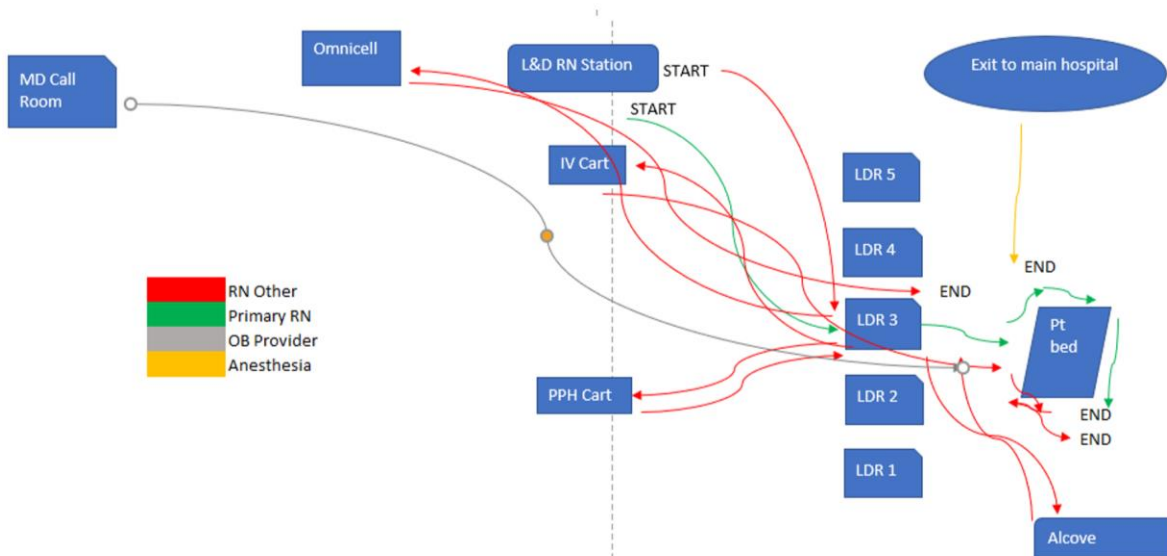 MD Call
Room
Omnicell
L&D RN Station
START
START
Exit to main hospital
IV Cart
LDR 5
LDR 4
END
END
RN Other
Primary RN
OB Provider
Anesthesia
LDR 3
Pt
bed
PPH Cart
LDR 2
END
END
LDR 1
Alcove